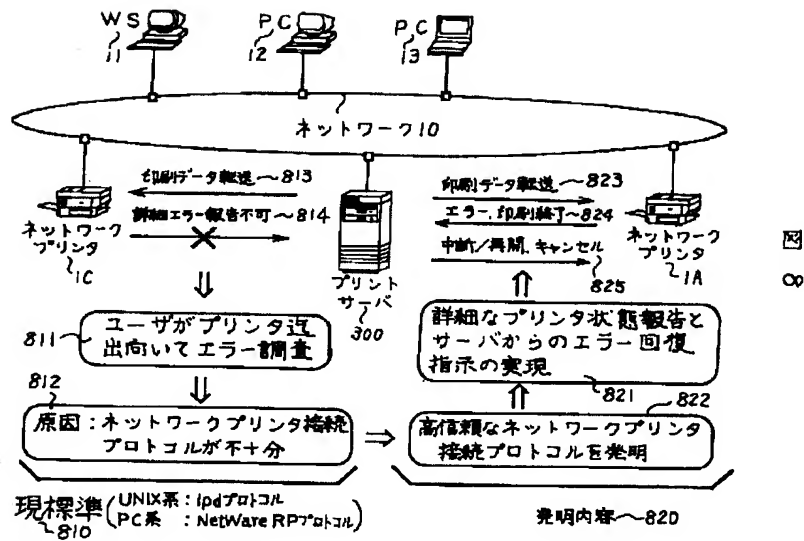 WS
11
PC
12
PC
13
ネットワーク10
印刷データ転送~813
詳細エラー報告不可~814
ネットワーク
プリンタ
1C
プリント
サーバ
300
印刷データ転送~823
エラー、印刷終了~824
中断/再開、キャンセル
825
ネットワーク
プリンタ
1A
図
8
811
ユーザがプリンタ迄
出向いてエラー調査
812
原因:ネットワークプリンタ接続
プロトコルが不十分
詳細なプリンタ状態報告と
サーバからのエラー回復
指示の実現
821
822
高信頼なネットワークプリンタ
接続プロトコルを発明
現標準
810
UNIX系:lpdプロトコル
PC系 :NetWare RPプロトコル
発明内容~820